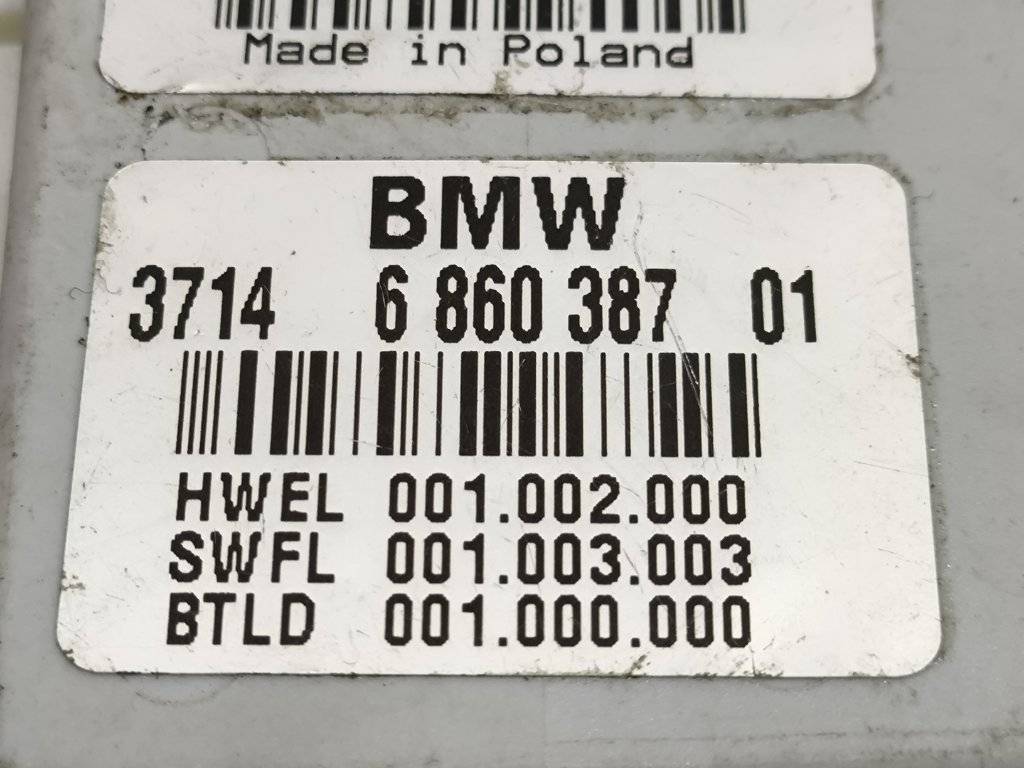 Made in Poland
BMW
3714 6 860 387 01
HWEL 001.002.000
SWFL 001.003.003
BTLD 001.000.000